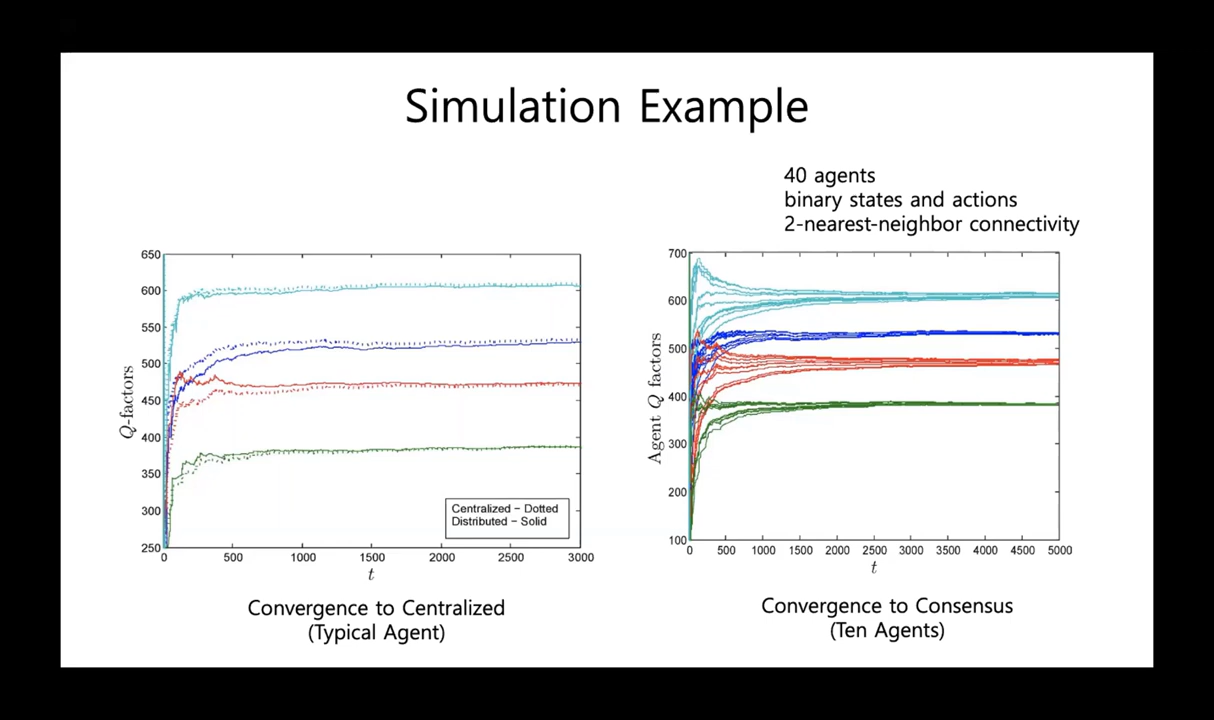 Simulation Example
40 agents
binary states and actions
2-nearest-neighbor connectivity
650
600
550
500
450
400
350
300
250
Q-factors
0
500
1000
1500
2000
2500
3000
t
Centralized – Dotted
Distributed – Solid
Convergence to Centralized
(Typical Agent)
700
600
500
400
300
200
100
Agent Q factors
0
500
1000
1500
2000
2500
3000
3500
4000
4500
5000
t
Convergence to Consensus
(Ten Agents)